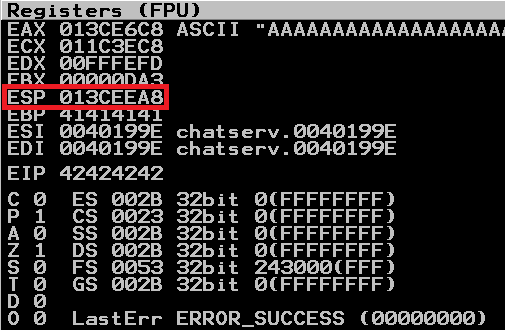 Registers (FPU)
EAX 013CE6C8 ASCII "AAAAAAAAAAAAAAAAAAAA
ECX 011C3EC8
EDX 00FFFEFD
EBX 00000DA3
ESP 013CEEA8
EBP 41414141
ESI 0040199E chatserv.0040199E
EDI 0040199E chatserv.0040199E
EIP 42424242
C 0 ES 002B 32bit 0(FFFFFFFF)
P 1 CS 0023 32bit 0(FFFFFFFF)
A 0 SS 002B 32bit 0(FFFFFFFF)
Z 1 DS 002B 32bit 0(FFFFFFFF)
S 0 FS 0053 32bit 243000(FFF)
T 0 GS 002B 32bit 0(FFFFFFFF)
D 0
O 0 LastErr ERROR_SUCCESS (00000000)